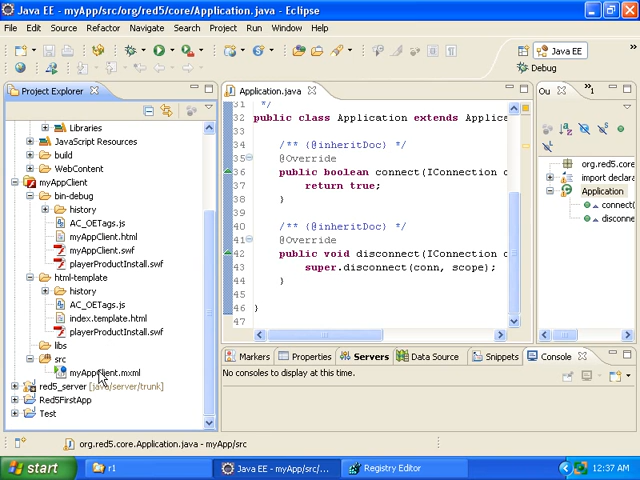 Java EE - myApp/src/org/red5/core/Application.java - Eclipse
File Edit Source Refactor Navigate Search Project Run Window Help
Java EE
Debug
Project Explorer
Libraries
JavaScript Resources
build
WebContent
myAppClient
bin-debug
history
AC_OETags.js
myAppClient.html
myAppClient.swf
playerProductInstall.swf
html-template
history
AC_OETags.js
index.template.html
playerProductInstall.swf
libs
src
myAppClient.mxml
red5_server [java/server/trunk]
Red5FirstApp
Test
Application.java
31 */
32 public class Application extends Applic
33
34 /** {@inheritDoc} */
35 @Override
36 public boolean connect(IConnection c
37 return true;
38 }
39
40 /** {@inheritDoc} */
41 @Override
42 public void disconnect(IConnection c
43 super.disconnect(conn, scope);
44 }
45
46 }
47
Ou
1
org.red5.core
import declara
Application
connect(
disconne
Markers Properties Servers Data Source Snippets Console
No consoles to display at this time.
org.red5.core.Application.java - myApp/src
start
r1
Java EE - myApp/src/...
Registry Editor
12:37 AM